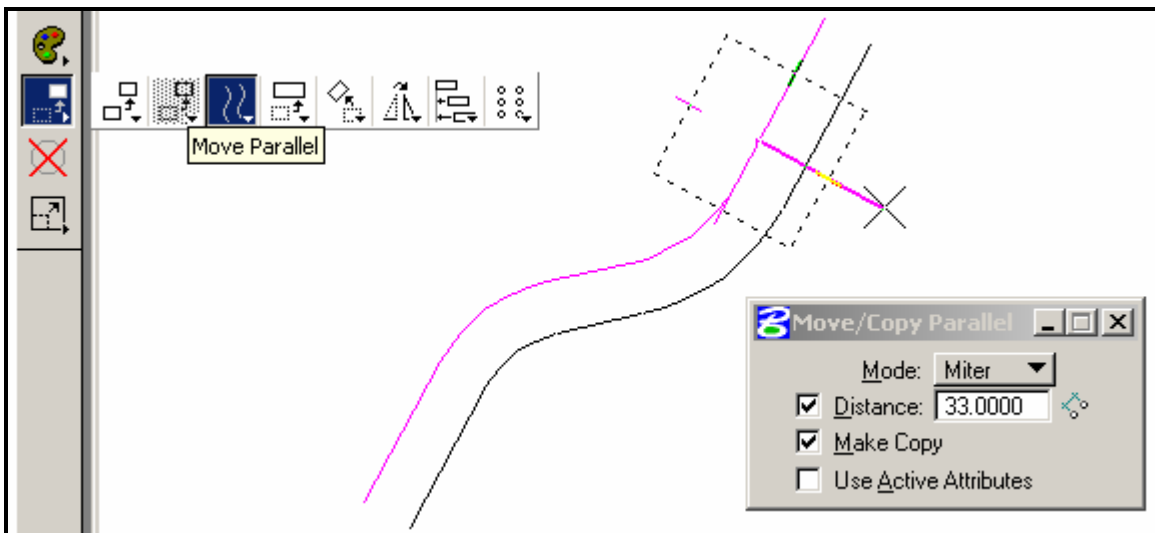 Move Parallel
Move/Copy Parallel
Mode: Miter
Distance: 33.0000
Make Copy
Use Active Attributes